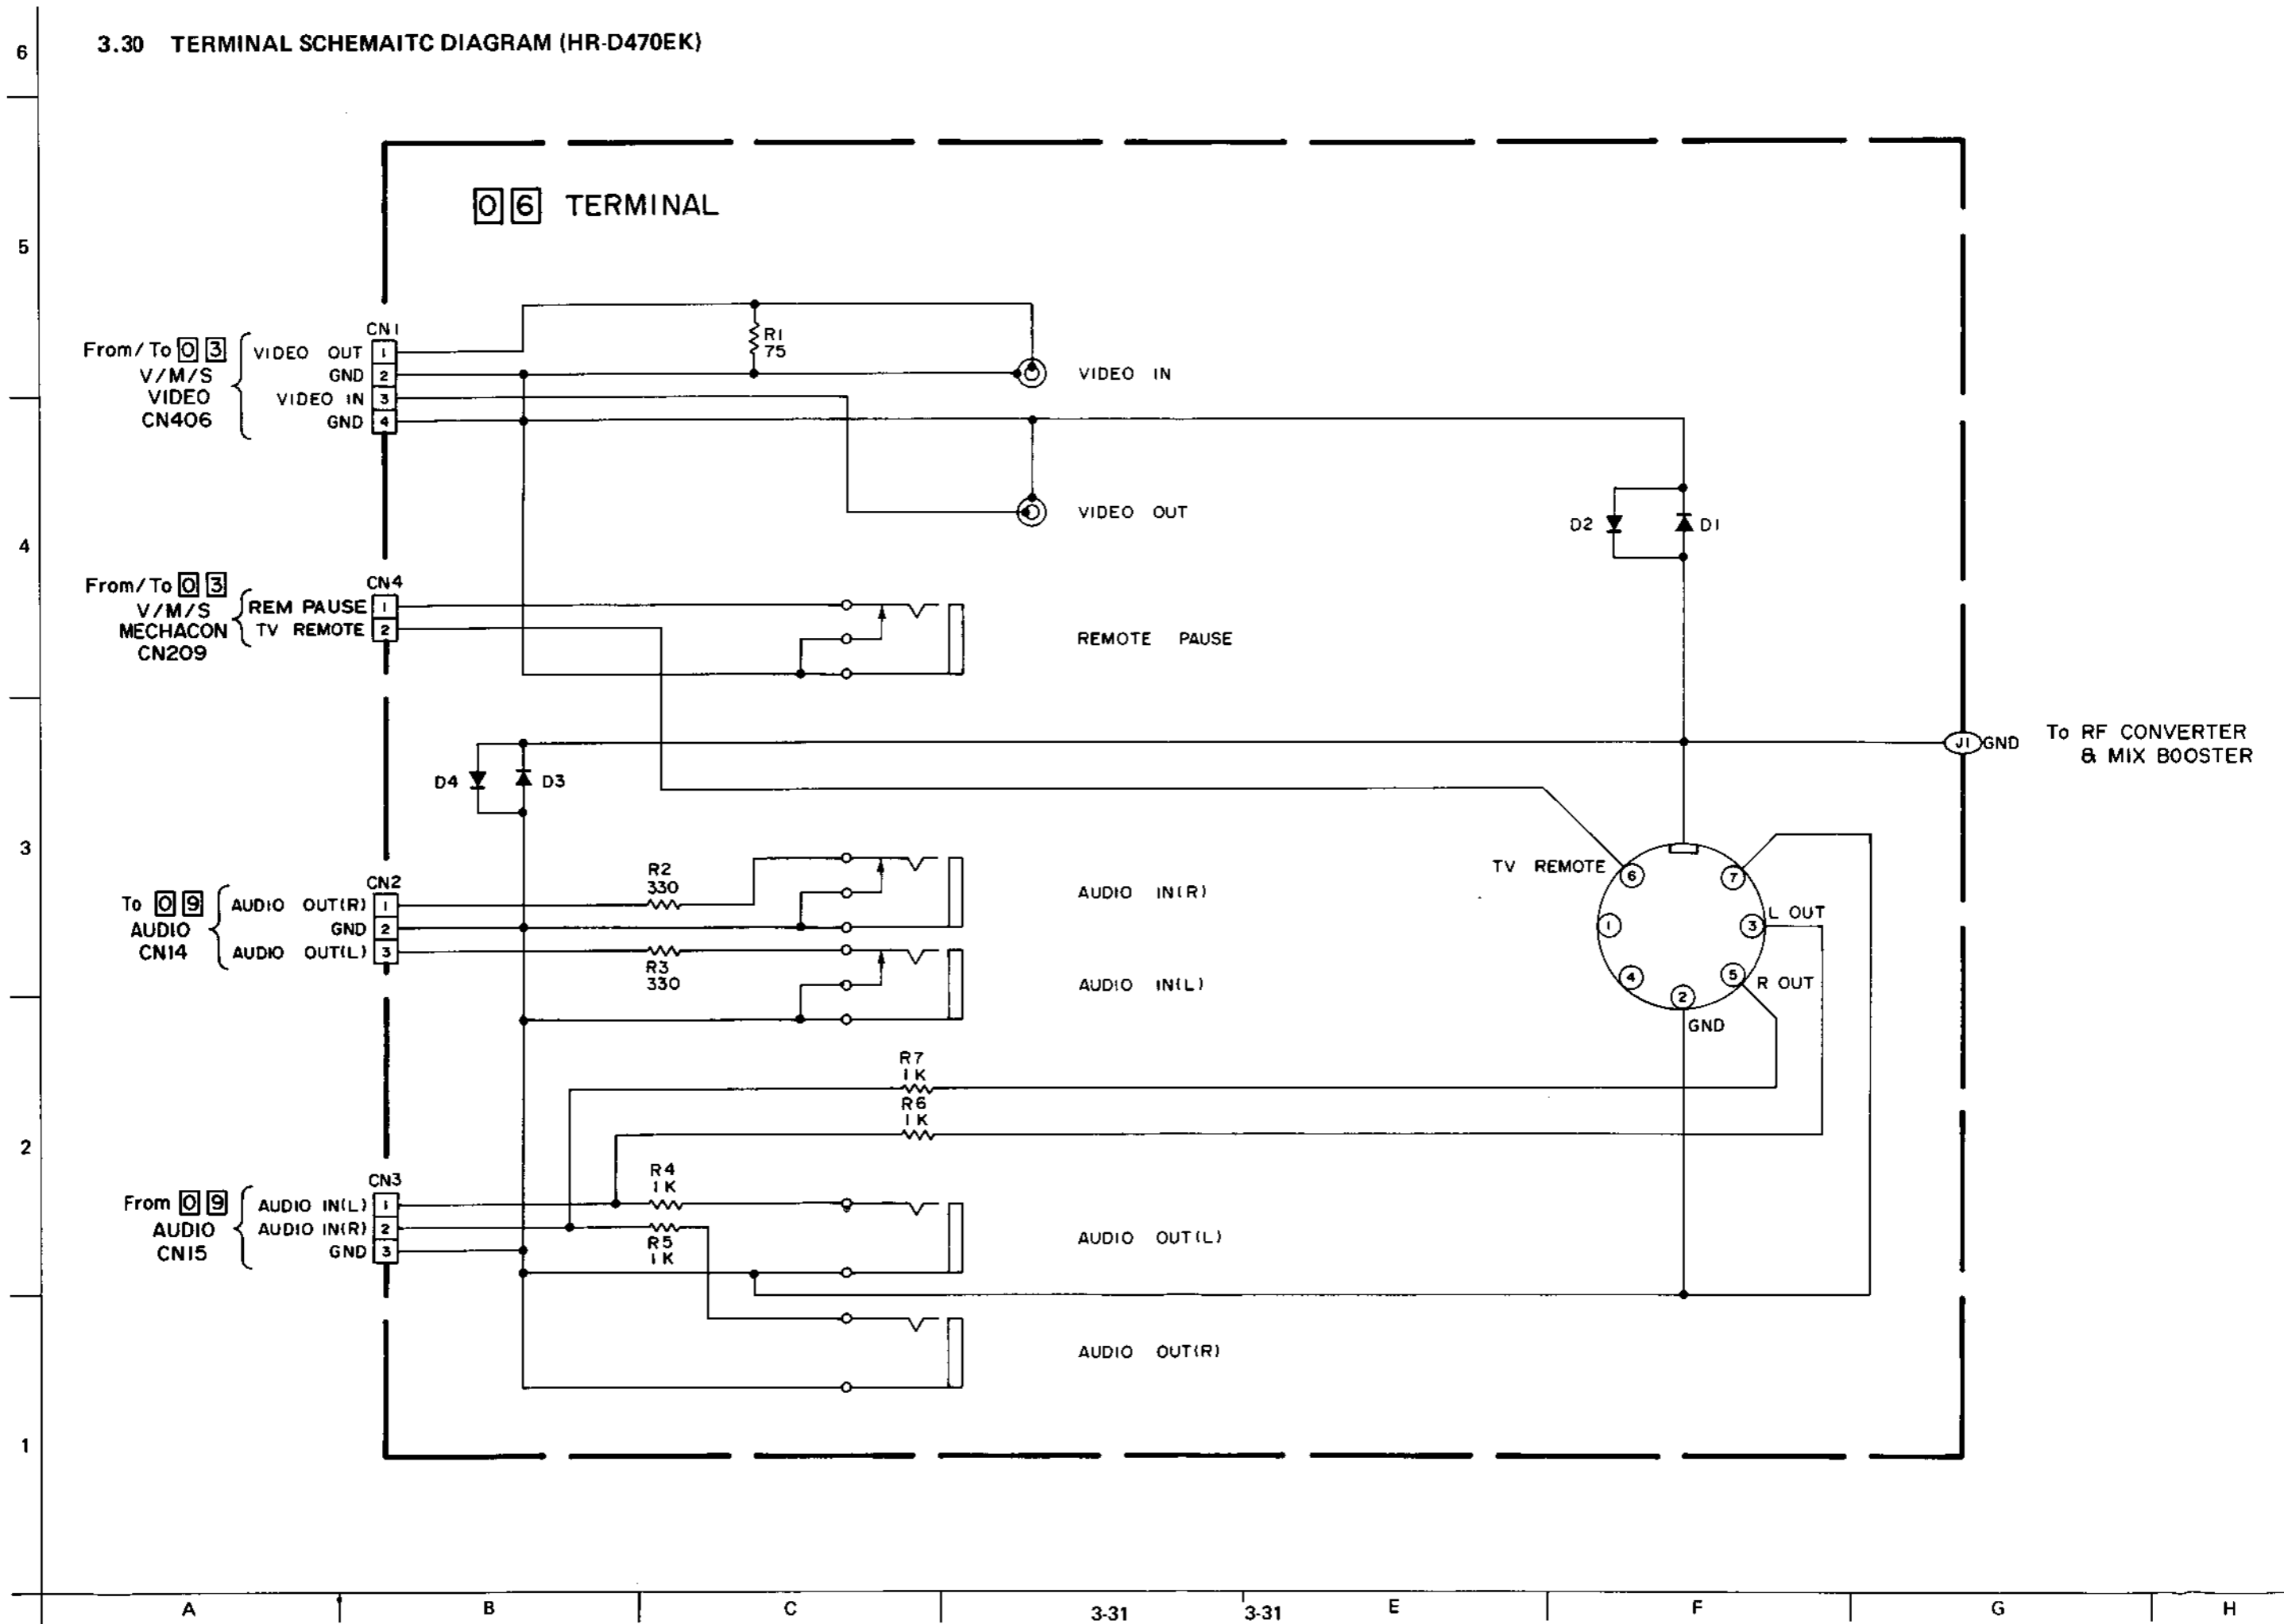 3.30 TERMINAL SCHEMAITC DIAGRAM (HR-D470EK)
6
5
4
3
2
1
06 TERMINAL
From/To 03
V/M/S
VIDEO
CN406
CN1
VIDEO OUT 1
GND 2
VIDEO IN 3
GND 4
R1
75
VIDEO IN
VIDEO OUT
D2
D1
From/To 03
V/M/S
MECHACON
CN209
CN4
REM PAUSE 1
TV REMOTE 2
REMOTE PAUSE
D4
D3
J1 GND
To RF CONVERTER
& MIX BOOSTER
To 09
AUDIO
CN14
CN2
AUDIO OUT(R) 1
GND 2
AUDIO OUT(L) 3
R2
330
R3
330
AUDIO IN(R)
AUDIO IN(L)
TV REMOTE
6
7
1
3
L OUT
4
5
R OUT
2
GND
R7
1K
R6
1K
From 09
AUDIO
CN15
CN3
AUDIO IN(L) 1
AUDIO IN(R) 2
GND 3
R4
1K
R5
1K
AUDIO OUT(L)
AUDIO OUT(R)
A B C 3-31 3-31 E F G H